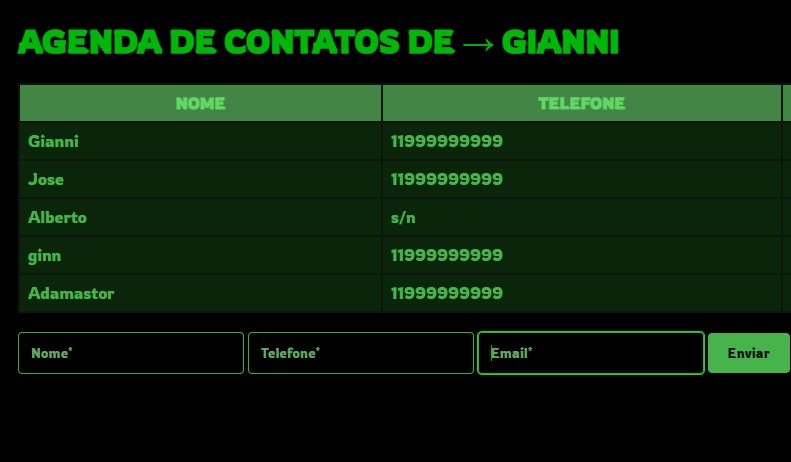 AGENDA DE CONTATOS DE → GIANNI
NOME TELEFONE
Gianni 11999999999
Jose 11999999999
Alberto s/n
ginn 11999999999
Adamastor 11999999999
Nome* Telefone* Email* Enviar